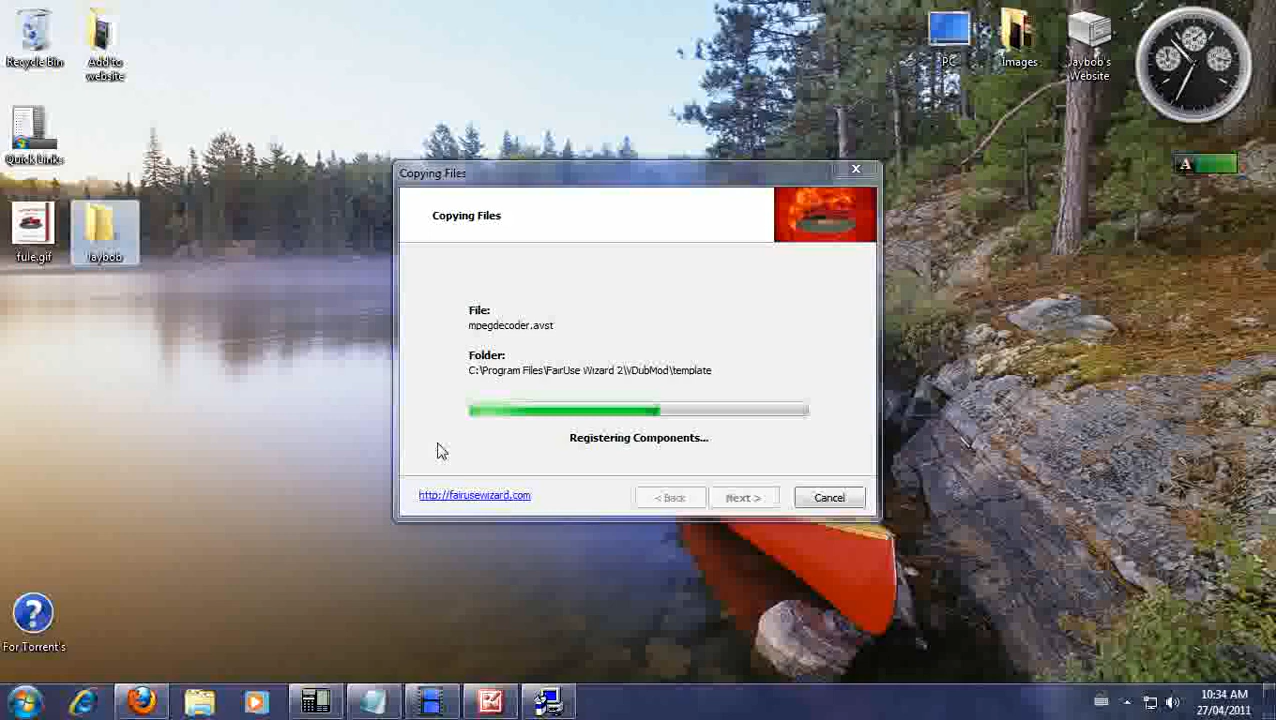 Recycle Bin
Add to
website
PC
Images
Jaybob's
Website
Quick Links
A
fule.gif
Jaybob
Copying Files
X
Copying Files
File:
mpegdecoder.avst
Folder:
C:\Program Files\FairUse Wizard 2\VDubMod\template
Registering Components...
http://fairusewizard.com
< Back
Next >
Cancel
?
For Torrent's
10:34 AM
27/04/2011